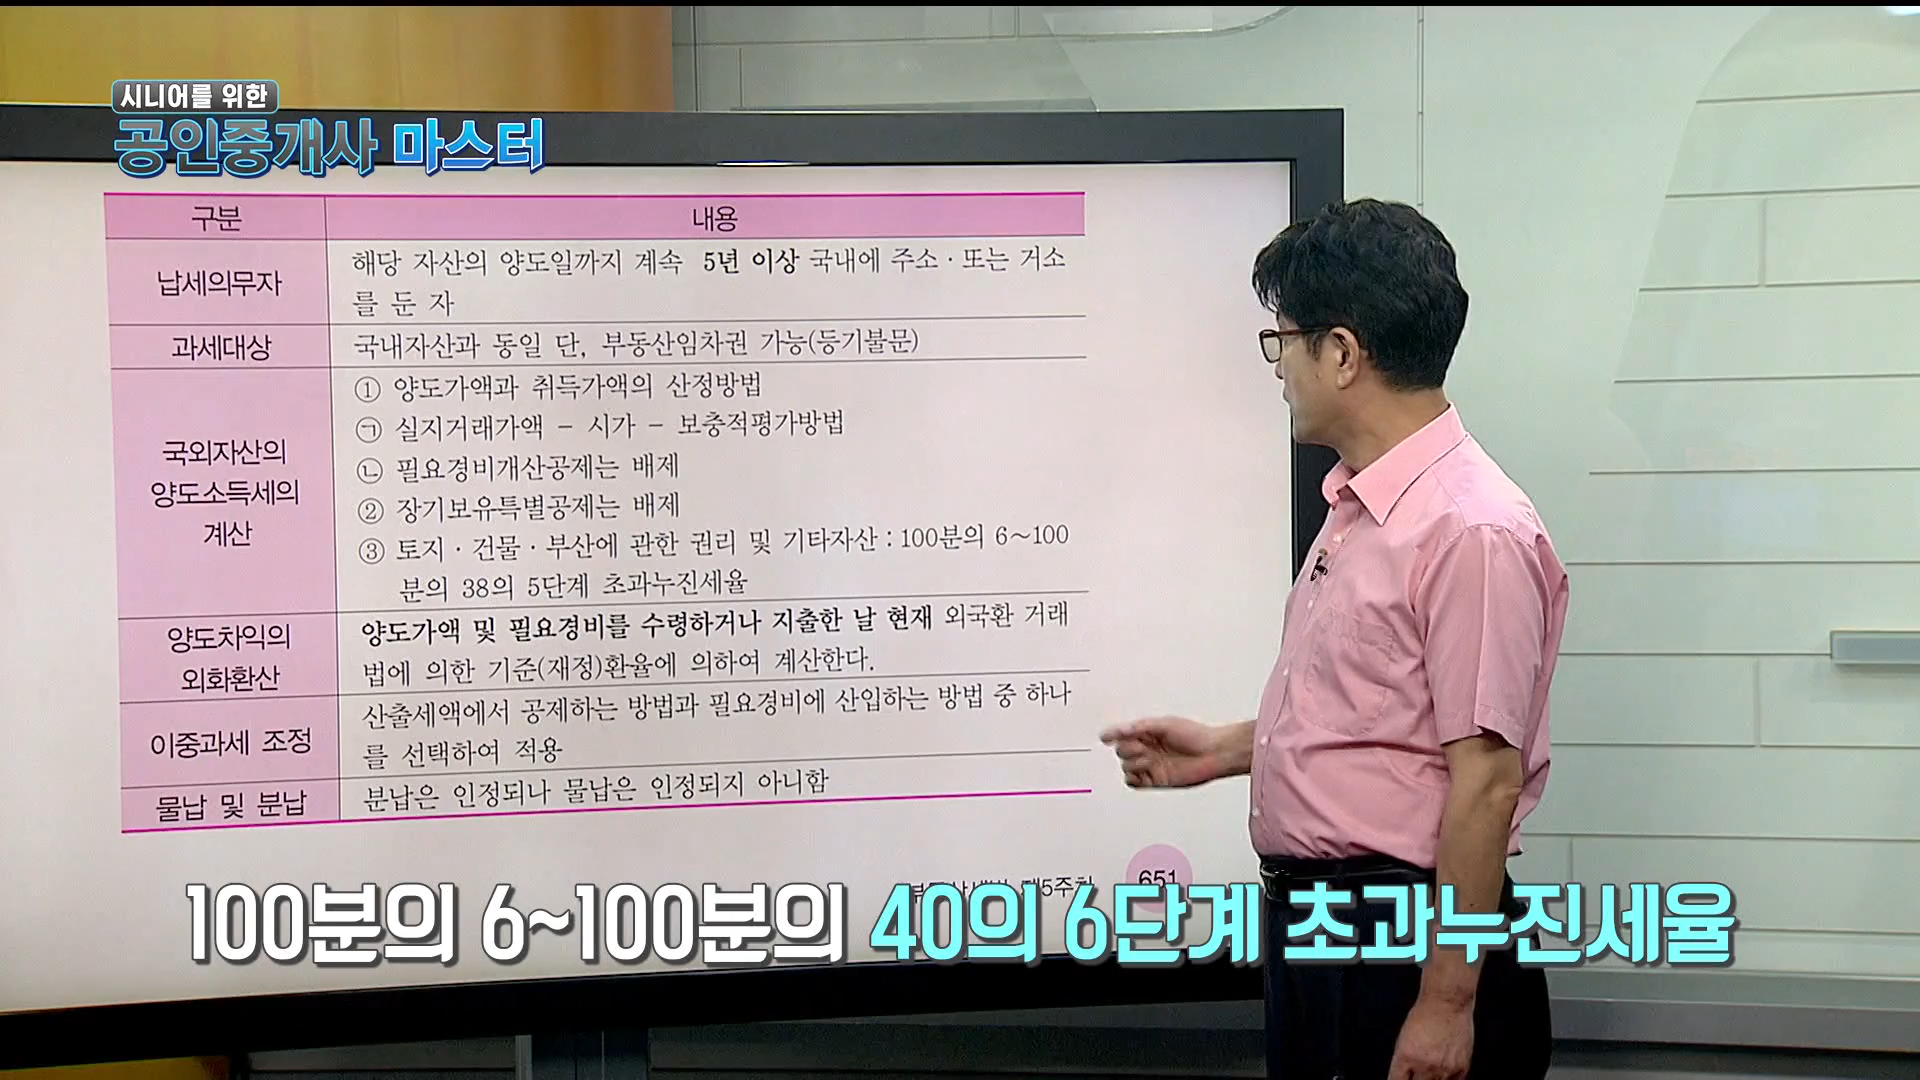 시니어를 위한
공인중개사 마스터
구분 내용
납세의무자
해당 자산의 양도일까지 계속 5년 이상 국내에 주소·또는 거소
를 둔 자
과세대상
국내자산과 동일 단, 부동산임차권 가능(등기불문)
국외자산의
양도소득세의
계산
① 양도가액과 취득가액의 산정방법
㉠ 실지거래가액 – 시가 – 보충적평가방법
㉡ 필요경비개산공제는 배제
② 장기보유특별공제는 배제
③ 토지·건물·부산에 관한 권리 및 기타자산 : 100분의 6~100
분의 38의 5단계 초과누진세율
양도차익의
외화환산
양도가액 및 필요경비를 수령하거나 지출한 날 현재 외국환 거래
법에 의한 기준(재정)환율에 의하여 계산한다.
이중과세 조정
산출세액에서 공제하는 방법과 필요경비에 산입하는 방법 중 하나
를 선택하여 적용
물납 및 분납
분납은 인정되나 물납은 인정되지 아니함
제5주차 651
100분의 6~100분의 40의 6단계 초과누진세율